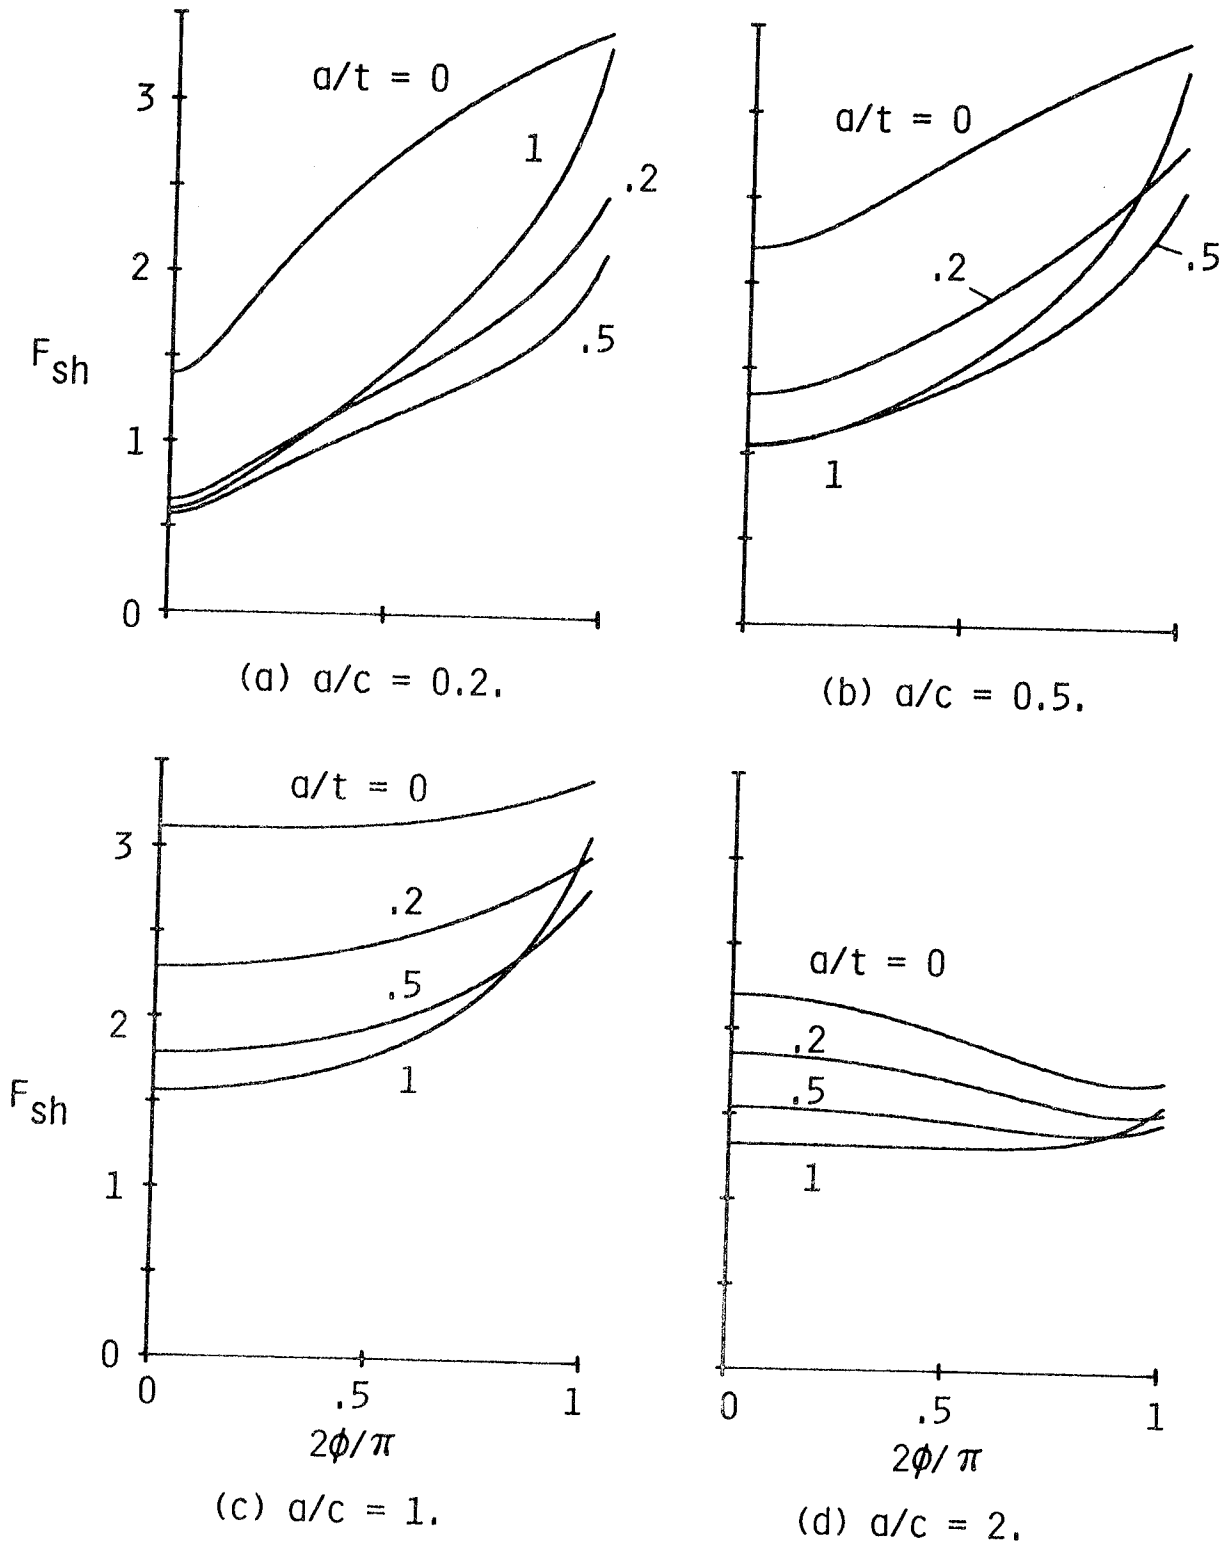 a/t = 0
3
1
.2
2
.5
F_sh
1
0
(a) a/c = 0.2.
a/t = 0
.2
.5
1
(b) a/c = 0.5.
a/t = 0
3
.2
.5
2
1
F_sh
1
0
0
.5
1
2φ/π
(c) a/c = 1.
a/t = 0
.2
.5
1
0
.5
1
2φ/π
(d) a/c = 2.